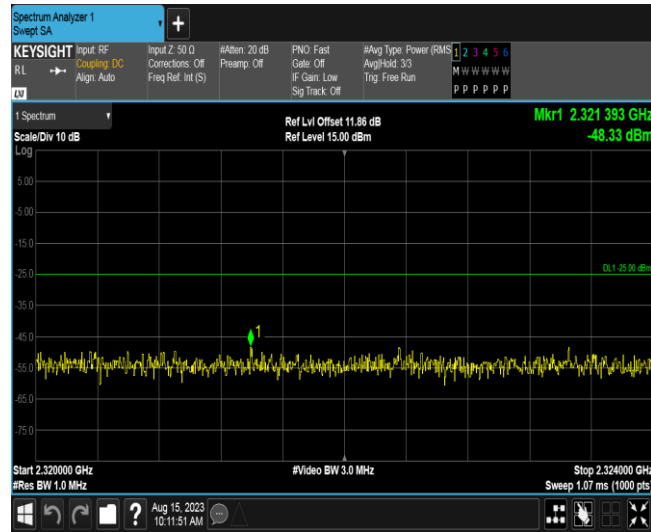 Spectrum Analyzer 1
Swept SA
KEYSIGHT
RL
LXI
Input: RF
Coupling: DC
Align: Auto
Input Z: 50 Ω
Corrections: Off
Freq Ref: Int (S)
#Atten: 20 dB
Preamp: Off
PNO: Fast
Gate: Off
IF Gain: Low
Sig Track: Off
#Avg Type: Power (RMS
Avg|Hold: 3/3
Trig: Free Run
1 2 3 4 5 6
M W W W W W
P P P P P P
1 Spectrum
Scale/Div 10 dB
Ref Lvl Offset 11.86 dB
Ref Level 15.00 dBm
Mkr1 2.321 393 GHz
-48.33 dBm
Log
5.00
-5.00
-15.0
-25.0
DL1 -25.00 dBm
-35.0
-45.0
1
-55.0
-65.0
-75.0
Start 2.320000 GHz
#Video BW 3.0 MHz
Stop 2.324000 GHz
#Res BW 1.0 MHz
Sweep 1.07 ms (1000 pts)
?
Aug 15, 2023
10:11:51 AM